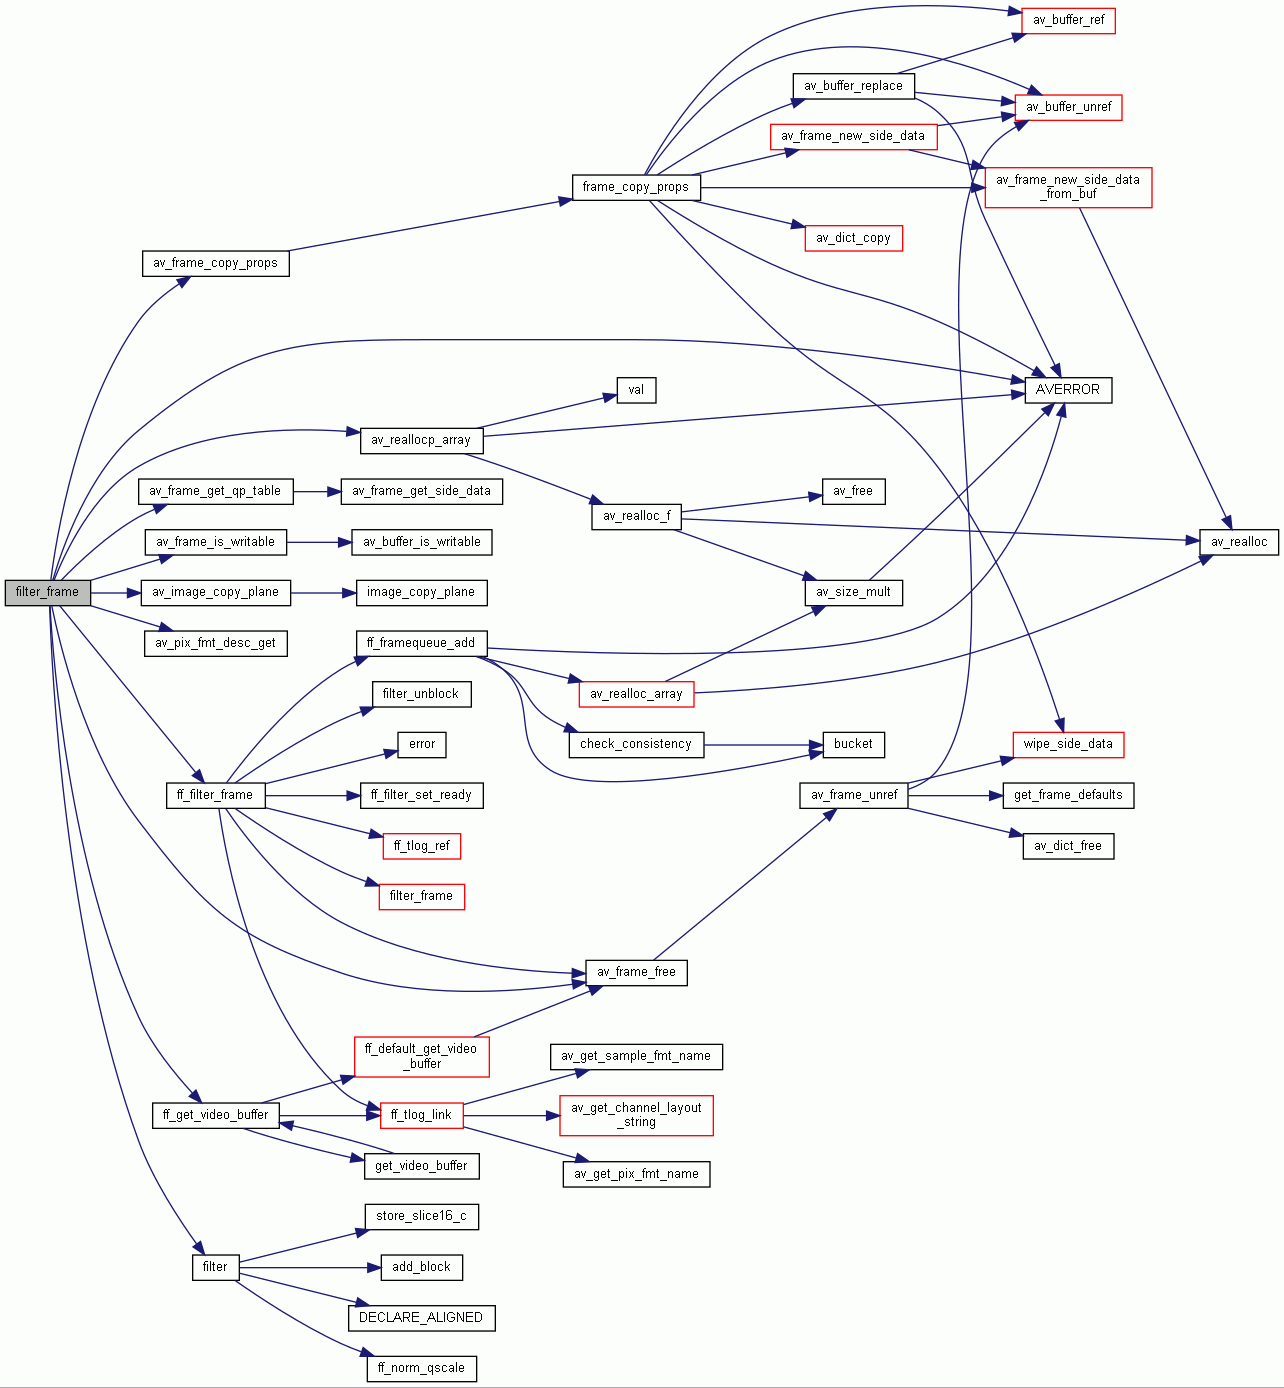 av_buffer_ref
av_buffer_replace
av_buffer_unref
av_frame_new_side_data
av_frame_new_side_data
_from_buf
frame_copy_props
av_dict_copy
av_frame_copy_props
val
AVERROR
av_reallocp_array
av_frame_get_qp_table
av_frame_get_side_data
av_free
av_realloc_f
av_frame_is_writable
av_buffer_is_writable
av_realloc
filter_frame
av_image_copy_plane
image_copy_plane
av_size_mult
av_pix_fmt_desc_get
ff_framequeue_add
filter_unblock
av_realloc_array
error
check_consistency
bucket
wipe_side_data
ff_filter_frame
ff_filter_set_ready
av_frame_unref
get_frame_defaults
ff_tlog_ref
av_dict_free
filter_frame
av_frame_free
ff_default_get_video
_buffer
av_get_sample_fmt_name
ff_get_video_buffer
ff_tlog_link
av_get_channel_layout
_string
get_video_buffer
av_get_pix_fmt_name
store_slice16_c
filter
add_block
DECLARE_ALIGNED
ff_norm_qscale